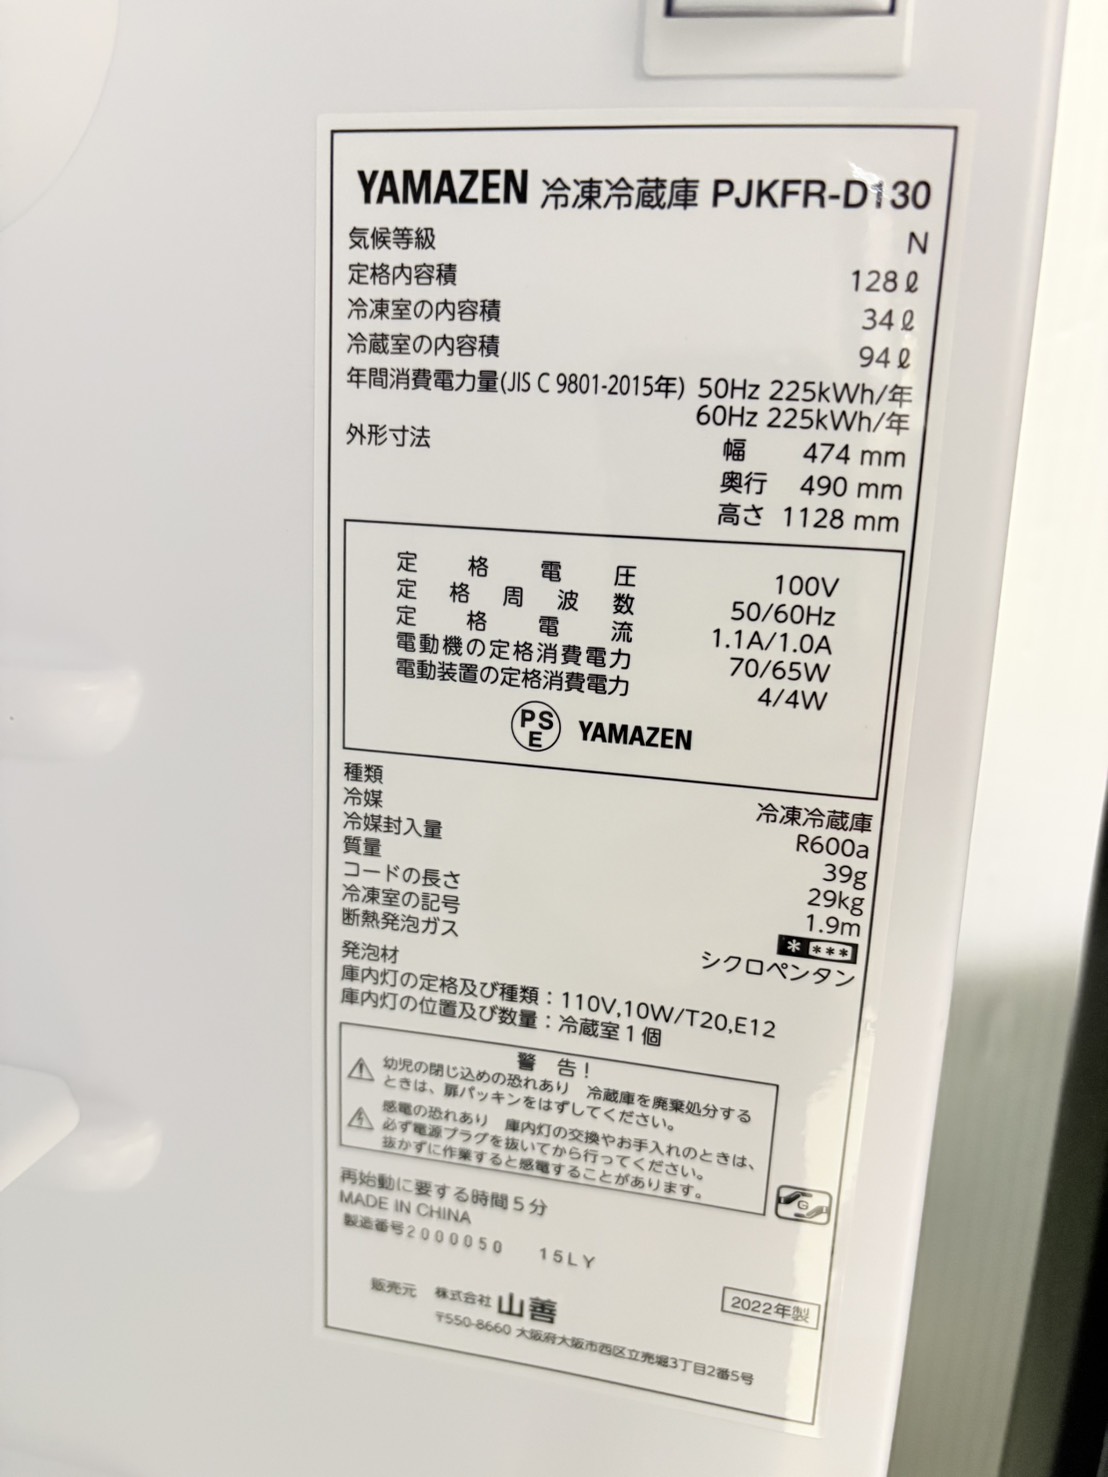 YAMAZEN 冷凍冷蔵庫 PJKFR-D130
気候等級 N
定格内容積 128ℓ
冷凍室の内容積 34ℓ
冷蔵室の内容積 94ℓ
年間消費電力量(JIS C 9801-2015年) 50Hz 225kWh/年
60Hz 225kWh/年
外形寸法 幅 474 mm
奥行 490 mm
高さ 1128 mm
定格電圧 100V
定格周波数 50/60Hz
定格電流 1.1A/1.0A
電動機の定格消費電力 70/65W
電動装置の定格消費電力 4/4W
PSE YAMAZEN
種類 冷凍冷蔵庫
冷媒 R600a
冷媒封入量 39g
質量 29kg
コードの長さ 1.9m
冷凍室の記号 * ***
断熱発泡ガス シクロペンタン
発泡材
庫内灯の定格及び種類：110V,10W/T20,E12
庫内灯の位置及び数量：冷蔵室1個
警 告！
幼児の閉じ込めの恐れあり 冷蔵庫を廃棄処分する
ときは、扉パッキンをはずしてください。
感電の恐れあり 庫内灯の交換やお手入れのときは、
必ず電源プラグを抜いてから行ってください。
抜かずに作業すると感電することがあります。
再始動に要する時間5分
MADE IN CHINA
製造番号2000050 15LY
2022年製
販売元 株式会社 山善
〒550-8660 大阪府大阪市西区立売堀3丁目2番5号